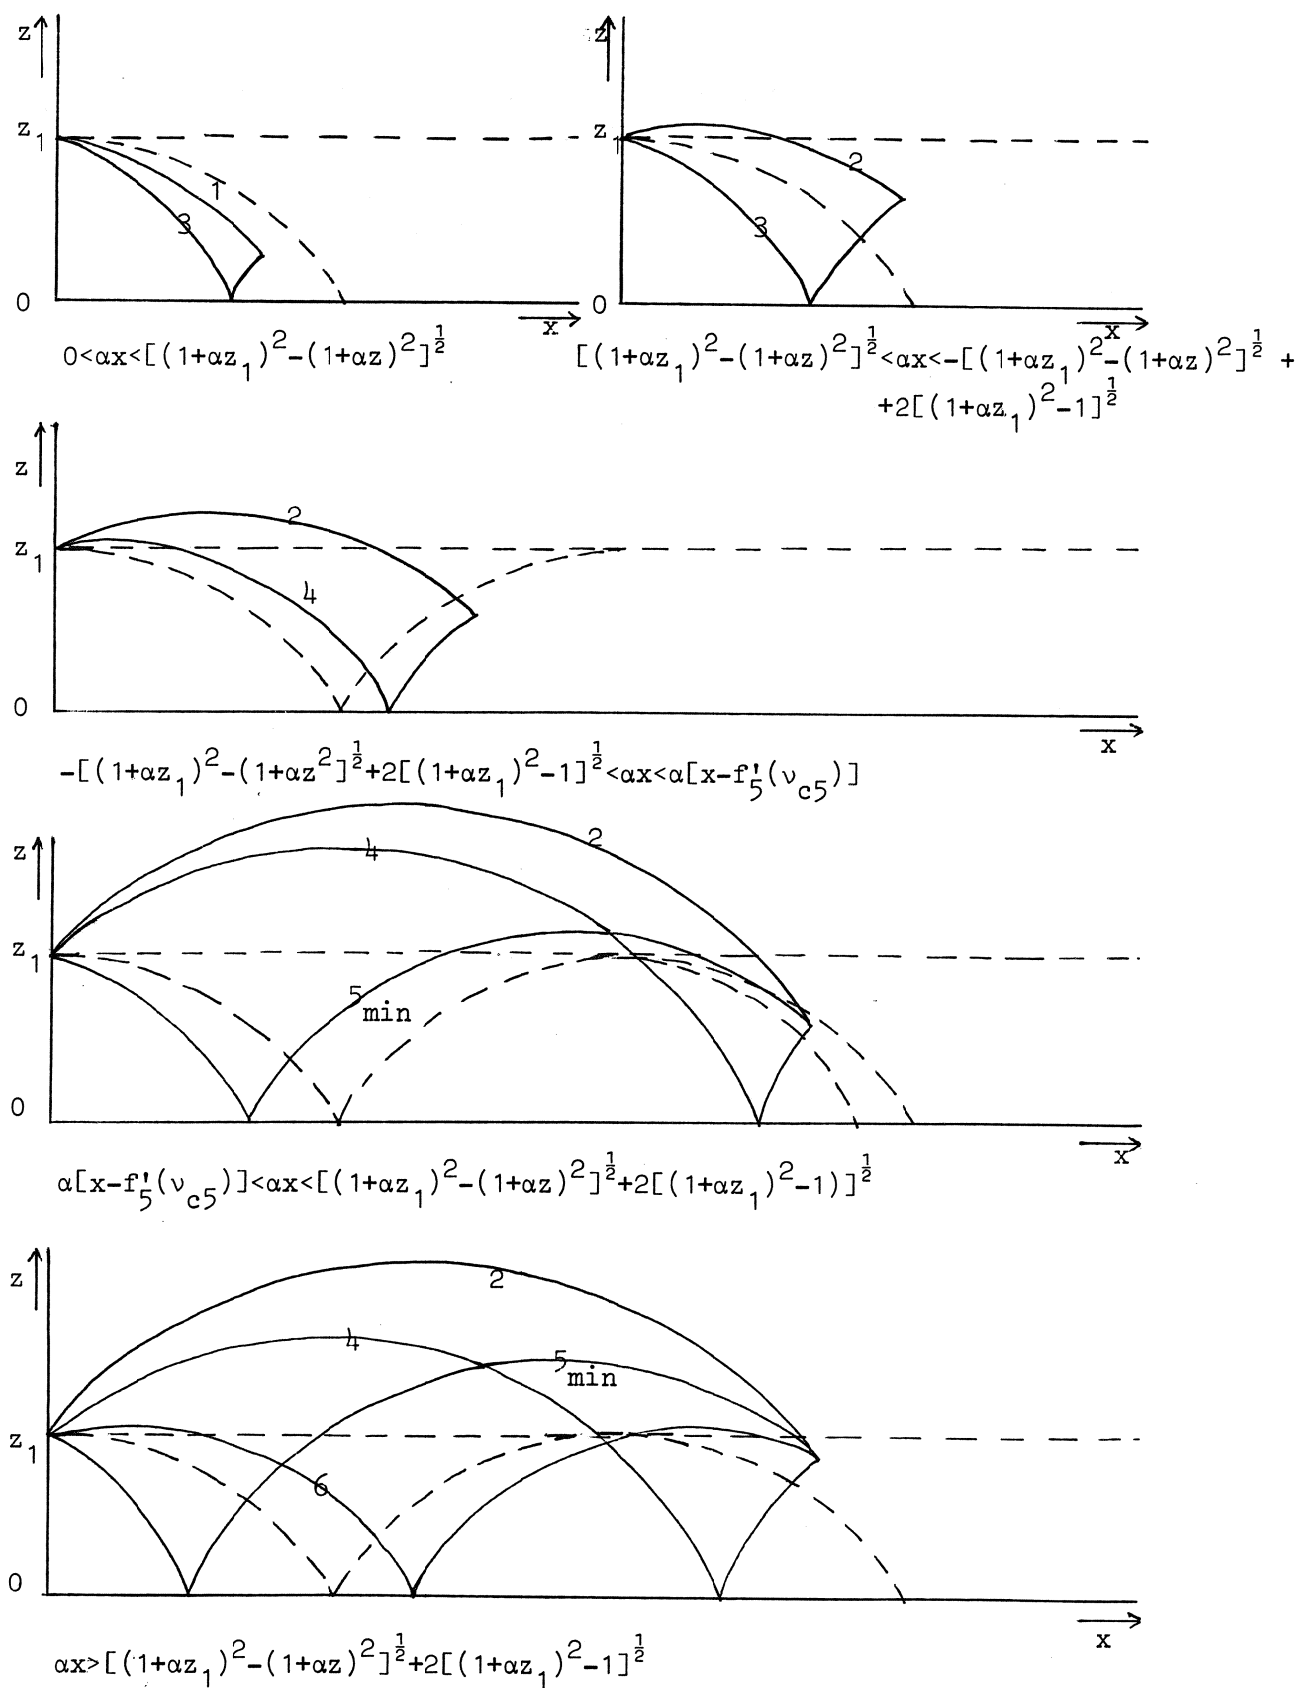 z z
z₁ z₁
1 2
3 3
0 0
x x
0<αx<[(1+αz₁)²-(1+αz)²]^½
[(1+αz₁)²-(1+αz)²]^½<αx<-[(1+αz₁)²-(1+αz)²]^½ +
+2[(1+αz₁)²-1]^½
z
2
z₁
4
0
x
-[(1+αz₁)²-(1+αz²]^½+2[(1+αz₁)²-1]^½<αx<α[x-f'₅(ν_c5)]
2
z 4
z₁
5min
0
x
α[x-f'₅(ν_c5)]<αx<[(1+αz₁)²-(1+αz)²]^½+2[(1+αz₁)²-1)]^½
z 2
4
5min
z₁
6
0
x
αx>[(1+αz₁)²-(1+αz)²]^½+2[(1+αz₁)²-1]^½